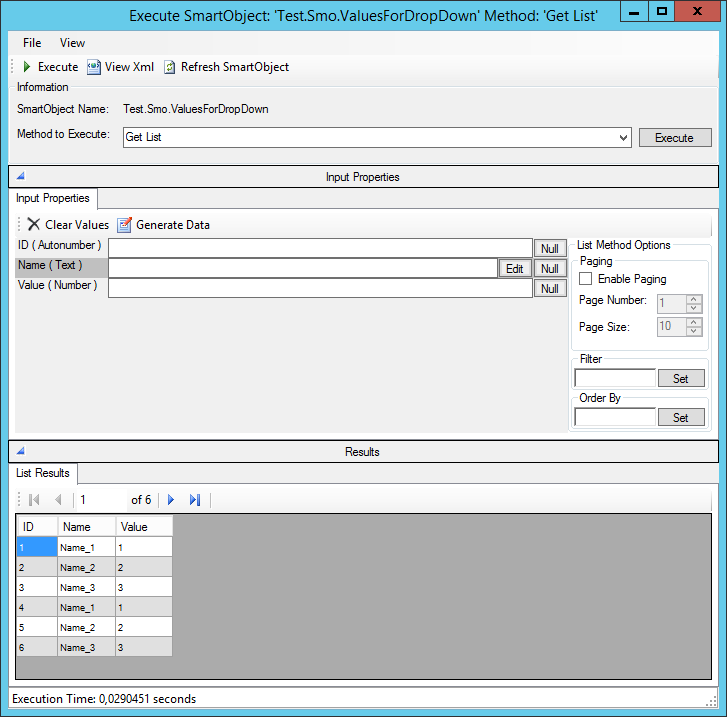 Execute SmartObject: 'Test.Smo.ValuesForDropDown' Method: 'Get List'
File View
Execute View Xml Refresh SmartObject
Information
SmartObject Name: Test.Smo.ValuesForDropDown
Method to Execute: Get List Execute
Input Properties
Input Properties
Clear Values Generate Data
ID ( Autonumber ) Null
Name ( Text ) Edit Null
Value ( Number ) Null
List Method Options
Paging
Enable Paging
Page Number: 1
Page Size: 10
Filter
Set
Order By
Set
Results
List Results
1 of 6
ID Name Value
1 Name_1 1
2 Name_2 2
3 Name_3 3
4 Name_1 1
5 Name_2 2
6 Name_3 3
Execution Time: 0,0290451 seconds